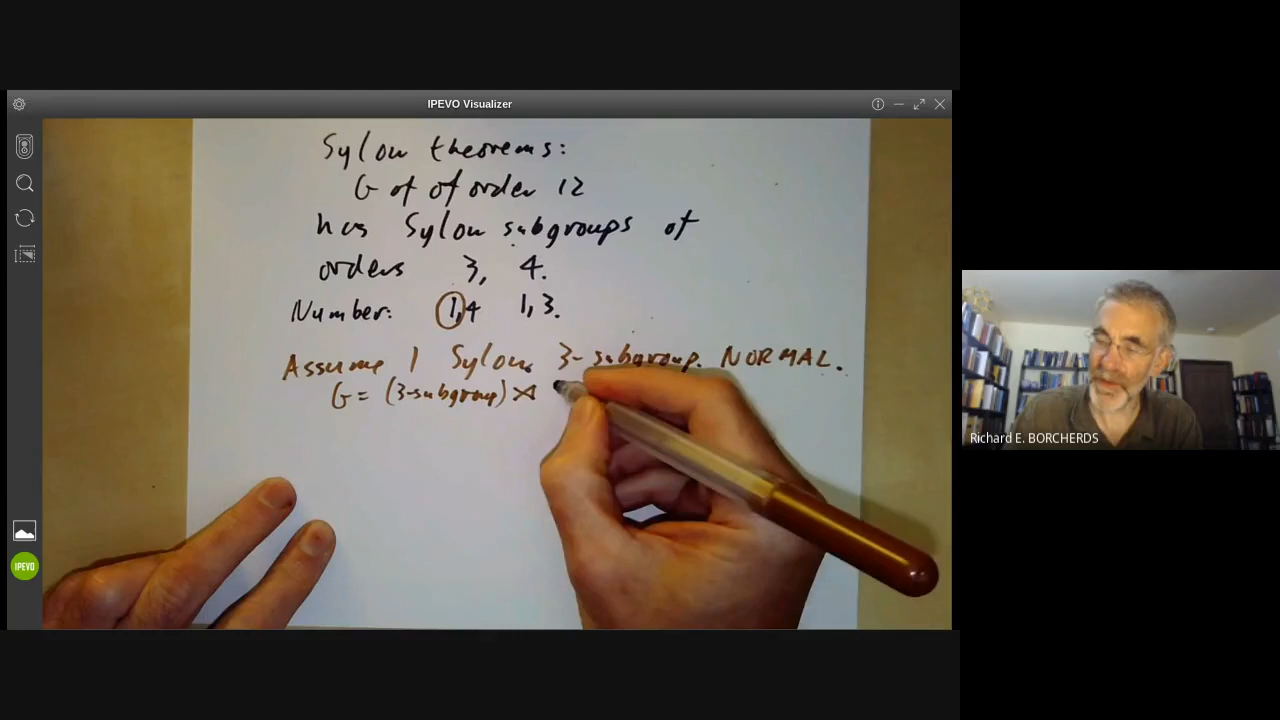 IPEVO Visualizer
Sylow theorems:
G of of order 12
has Sylow subgroups of
orders 3, 4.
Number: 1,4 1, 3.
Assume 1 Sylow 3-subgroup. NORMAL.
G = (3-subgroup) ⋊
Richard E. BORCHERDS
IPEVO